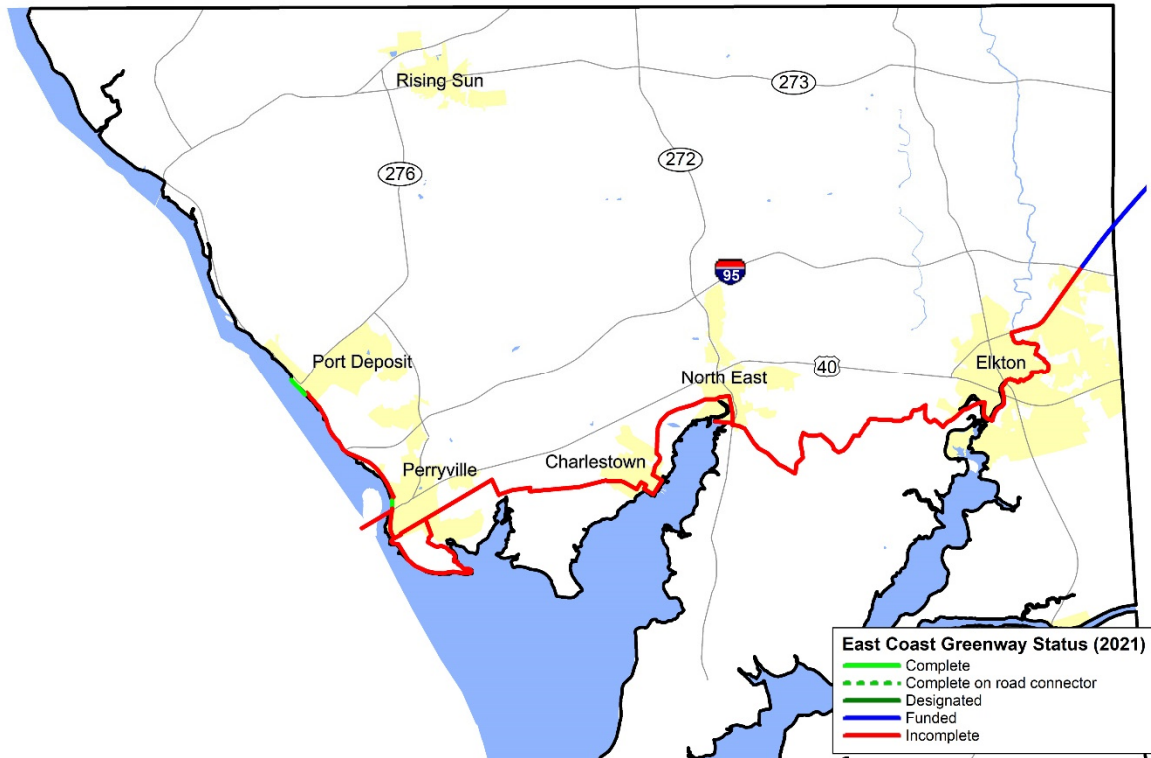 Rising Sun
273
272
276
95
Port Deposit
Elkton
40
North East
Charlestown
Perryville
East Coast Greenway Status (2021)
Complete
Complete on road connector
Designated
Funded
Incomplete